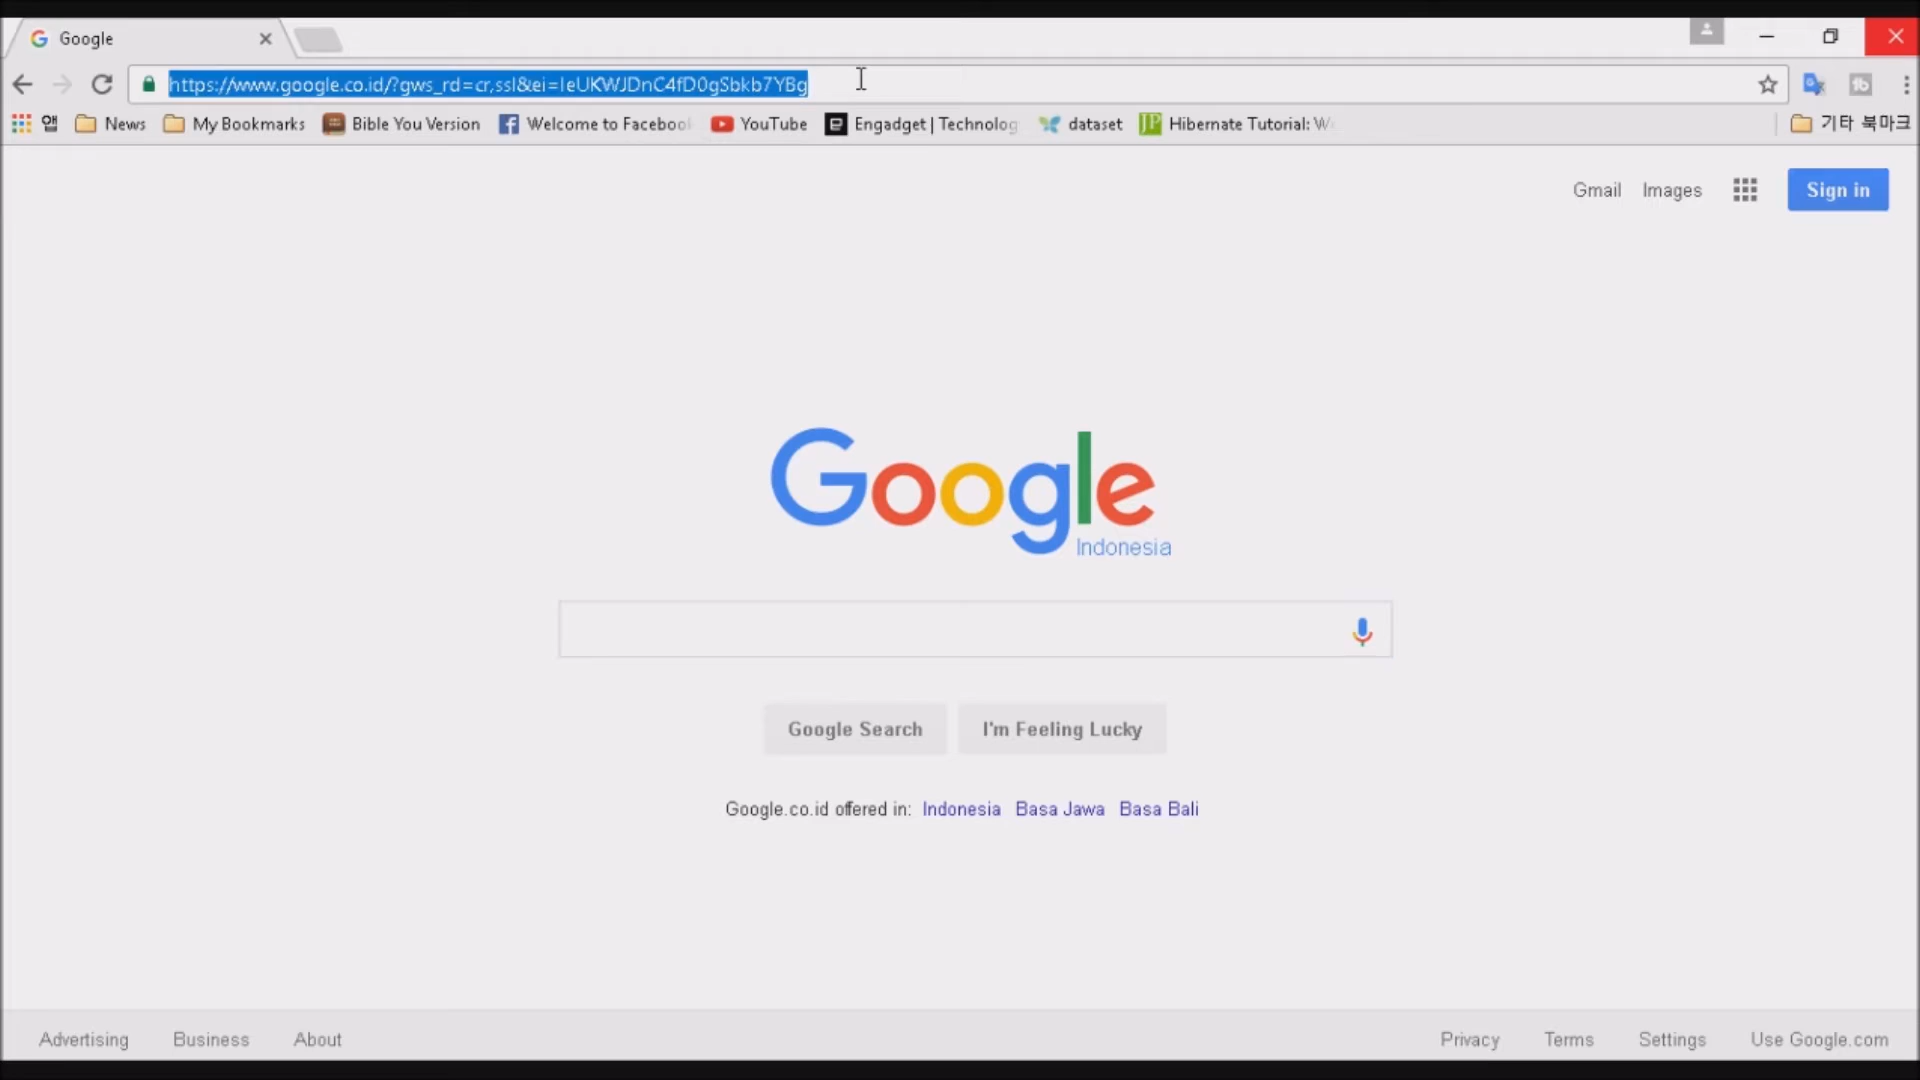 Google
https://www.google.co.id/?gws_rd=cr,ssl&ei=IeUKWJDnC4fD0gSbkb7YBg
앱 News My Bookmarks Bible You Version Welcome to Facebook YouTube Engadget | Technolog dataset Hibernate Tutorial: W 기타 북마크
Gmail Images Sign in
Google
Indonesia
Google Search I'm Feeling Lucky
Google.co.id offered in: Indonesia Basa Jawa Basa Bali
Advertising Business About Privacy Terms Settings Use Google.com